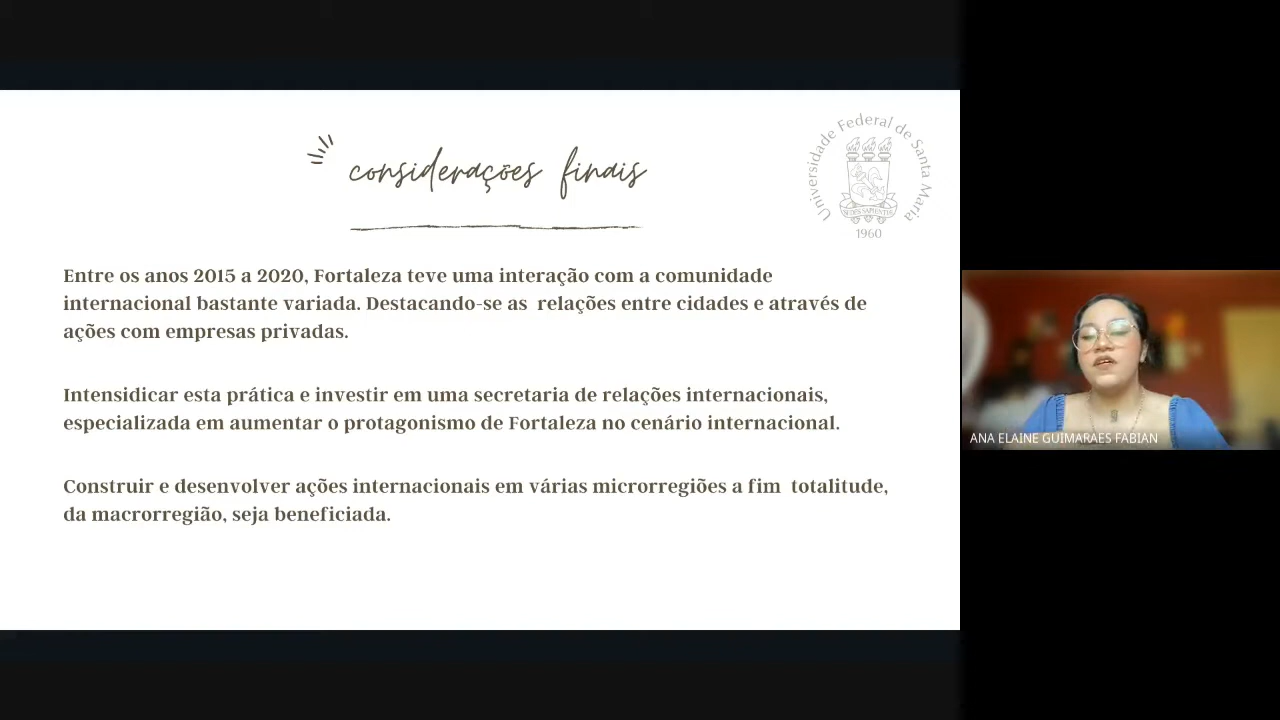 considerações finais
Universidade Federal de Santa Maria
SEDES SAPIENTIÆ
1960
Entre os anos 2015 a 2020, Fortaleza teve uma interação com a comunidade
internacional bastante variada. Destacando-se as relações entre cidades e através de
ações com empresas privadas.
Intensidicar esta prática e investir em uma secretaria de relações internacionais,
especializada em aumentar o protagonismo de Fortaleza no cenário internacional.
Construir e desenvolver ações internacionais em várias microrregiões a fim totalitude,
da macrorregião, seja beneficiada.
ANA ELAINE GUIMARAES FABIAN